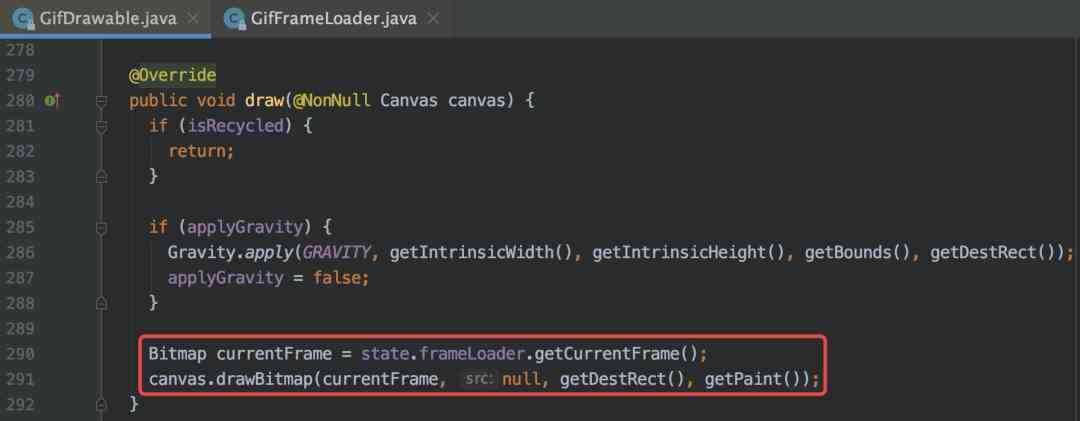 GifDrawable.java × GifFrameLoader.java ×
278
279 @Override
280 public void draw(@NonNull Canvas canvas) {
281 if (isRecycled) {
282 return;
283 }
284
285 if (applyGravity) {
286 Gravity.apply(GRAVITY, getIntrinsicWidth(), getIntrinsicHeight(), getBounds(), getDestRect());
287 applyGravity = false;
288 }
289
290 Bitmap currentFrame = state.frameLoader.getCurrentFrame();
291 canvas.drawBitmap(currentFrame, src: null, getDestRect(), getPaint());
292 }